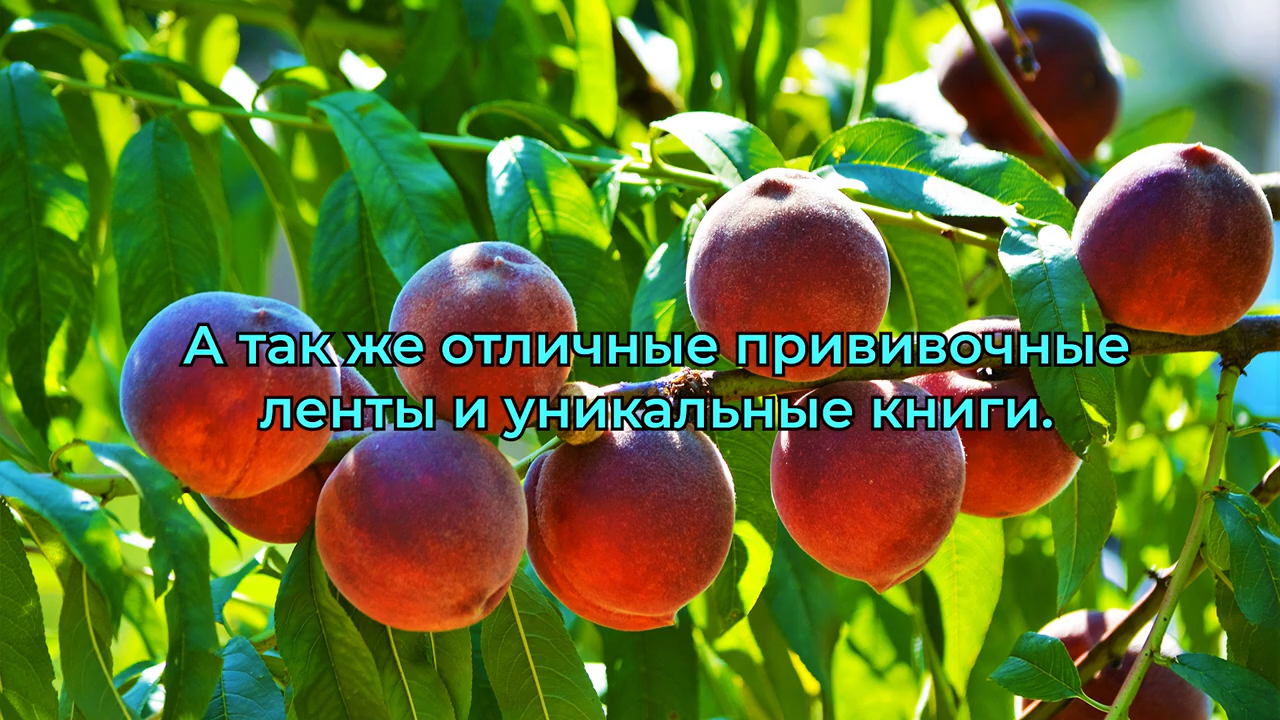 А так же отличные прививочные
ленты и уникальные книги.